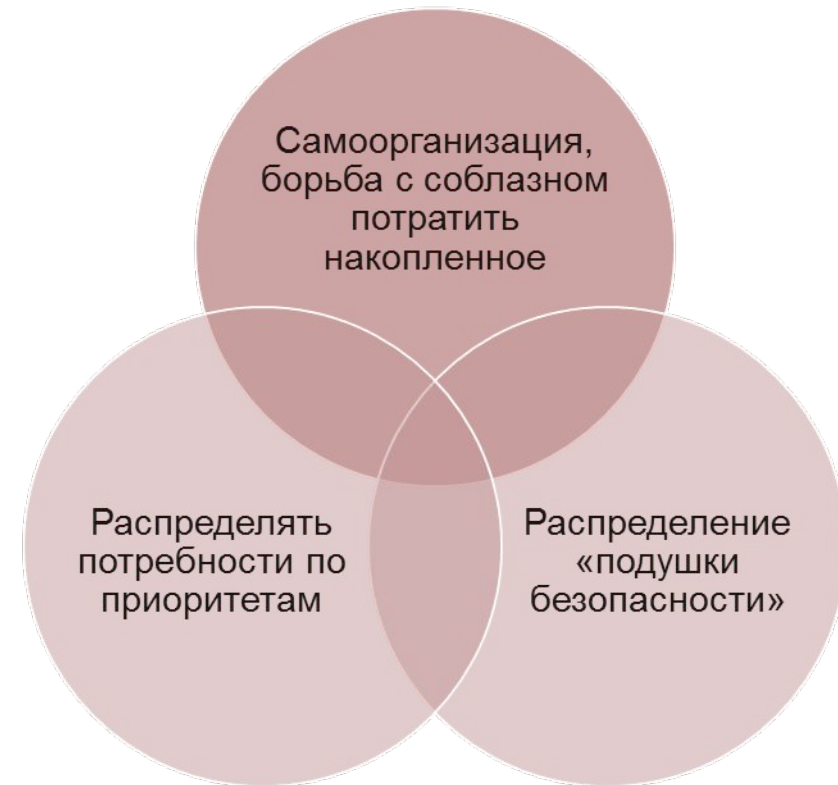 Самоорганизация,
борьба с соблазном
потратить
накопленное
Распределять
потребности по
приоритетам
Распределение
«подушки
безопасности»